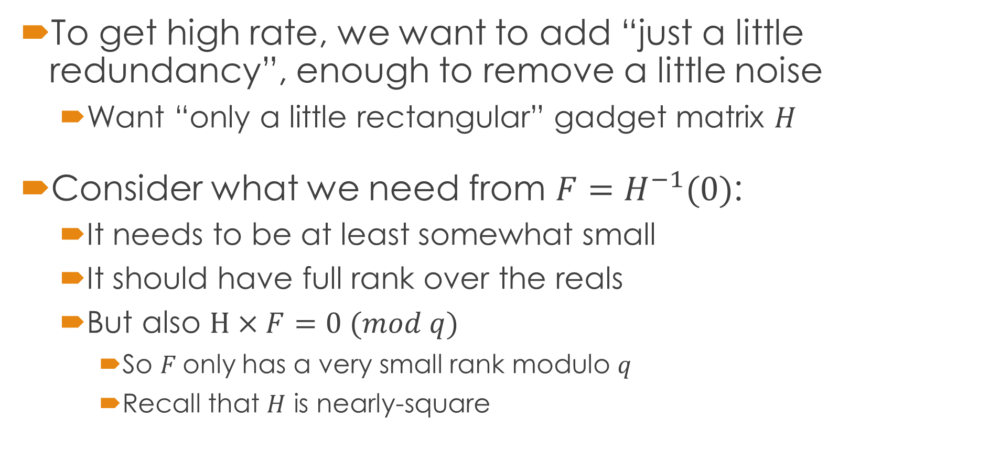 To get high rate, we want to add “just a little
redundancy”, enough to remove a little noise
Want “only a little rectangular” gadget matrix H
Consider what we need from F = H⁻¹(0):
It needs to be at least somewhat small
It should have full rank over the reals
But also H × F = 0 (mod q)
So F only has a very small rank modulo q
Recall that H is nearly-square